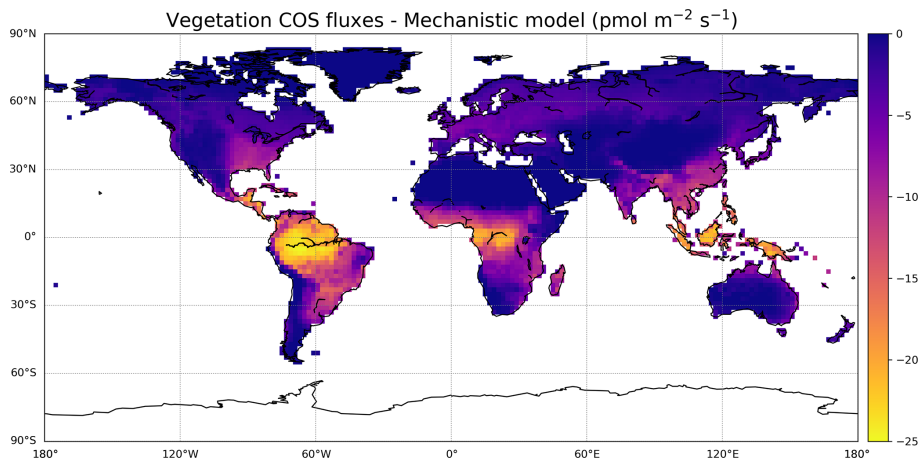 Vegetation COS fluxes - Mechanistic model (pmol m⁻² s⁻¹)
90°N
60°N
30°N
0°
30°S
60°S
90°S
180°
120°W
60°W
0°
60°E
120°E
180°
0
−5
−10
−15
−20
−25